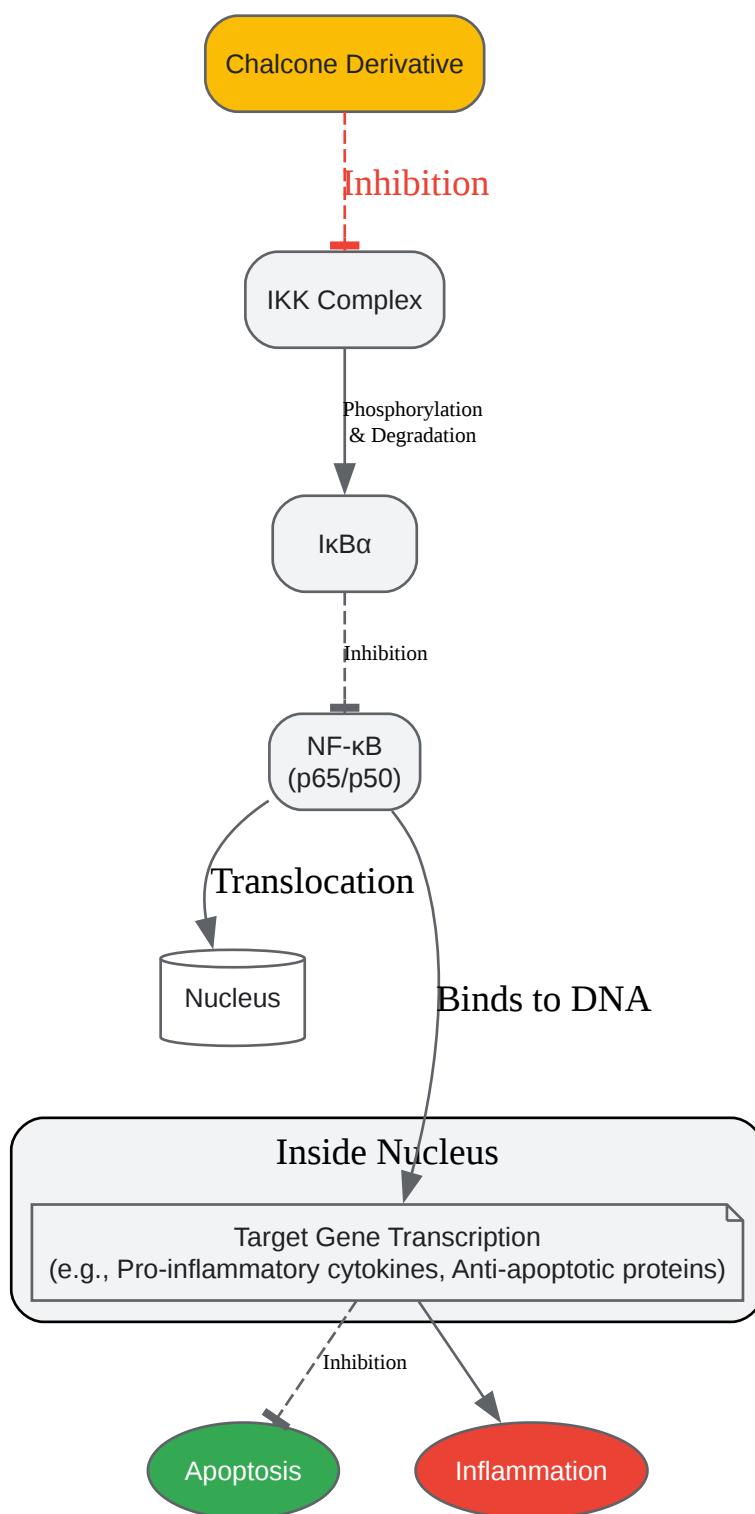 Chalcone Derivative
Inhibition
IKK Complex
Phosphorylation
& Degradation
IκBα
Inhibition
NF-κB
(p65/p50)
Translocation
Nucleus
Binds to DNA
Inside Nucleus
Target Gene Transcription
(e.g., Pro-inflammatory cytokines, Anti-apoptotic proteins)
Inhibition
Apoptosis
Inflammation